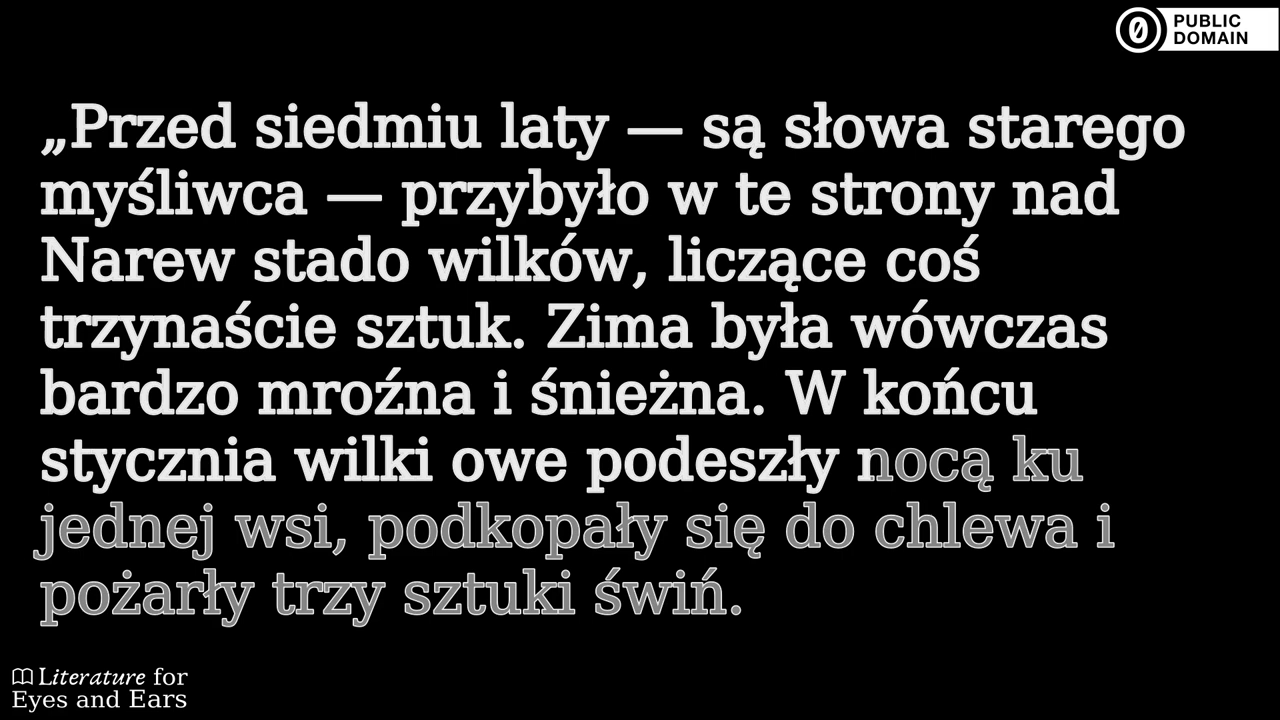 PUBLIC
DOMAIN
„Przed siedmiu laty — są słowa starego
myśliwca — przybyło w te strony nad
Narew stado wilków, liczące coś
trzynaście sztuk. Zima była wówczas
bardzo mroźna i śnieżna. W końcu
stycznia wilki owe podeszły nocą ku
jednej wsi, podkopały się do chlewa i
pożarły trzy sztuki świń.
Literature for
Eyes and Ears